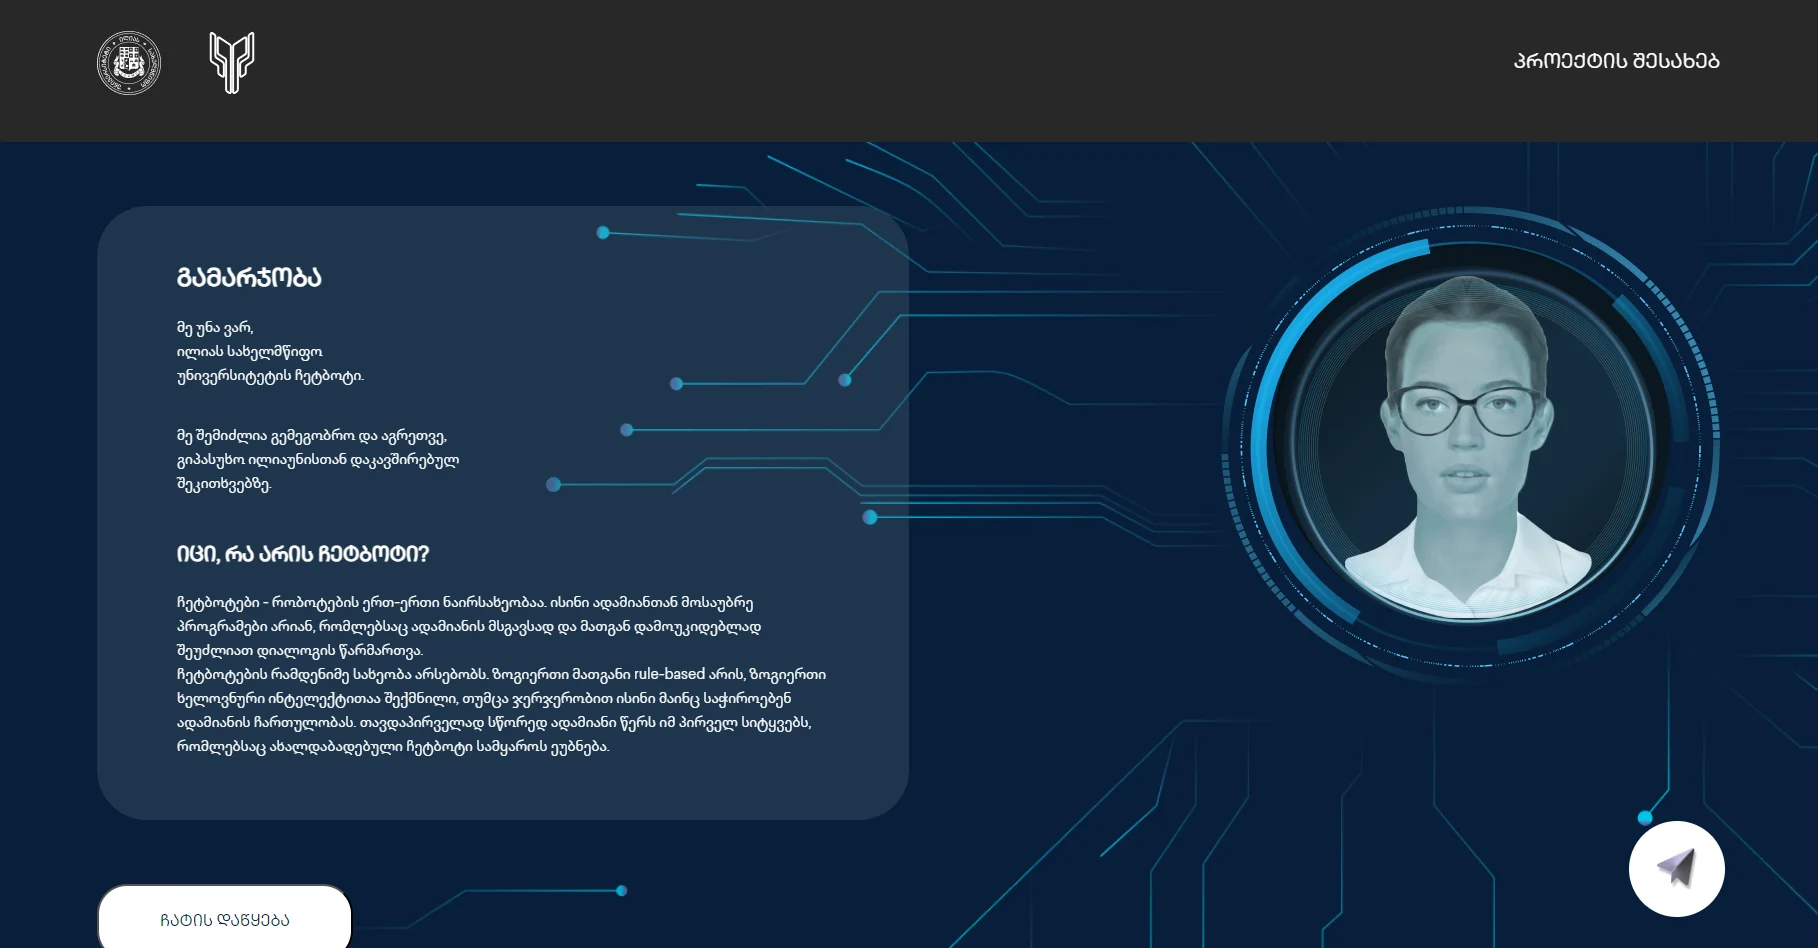 პროექტის შესახებ
გამარჯობა
მე უნა ვარ,
ილიას სახელმწიფო
უნივერსიტეტის ჩეტბოტი.
მე შემიძლია გემეგობრო და აგრეთვე,
გიპასუხო ილიაუნისთან დაკავშირებულ
შეკითხვებზე.
იცი, რა არის ჩეტბოტი?
ჩეტბოტები - რობოტების ერთ-ერთი ნაირსახეობაა. ისინი ადამიანთან მოსაუბრე
პროგრამები არიან, რომლებსაც ადამიანის მსგავსად და მათგან დამოუკიდებლად
შეუძლიათ დიალოგის წარმართვა.
ჩეტბოტების რამდენიმე სახეობა არსებობს. ზოგიერთი მათგანი rule-based არის, ზოგიერთი
ხელოვნური ინტელექტითაა შექმნილი, თუმცა ჯერჯერობით ისინი მაინც საჭიროებენ
ადამიანის ჩართულობას. თავდაპირველად სწორედ ადამიანი წერს იმ პირველ სიტყვებს,
რომლებსაც ახალდაბადებული ჩეტბოტი სამყაროს ეუბნება.
ჩატის დაწყება